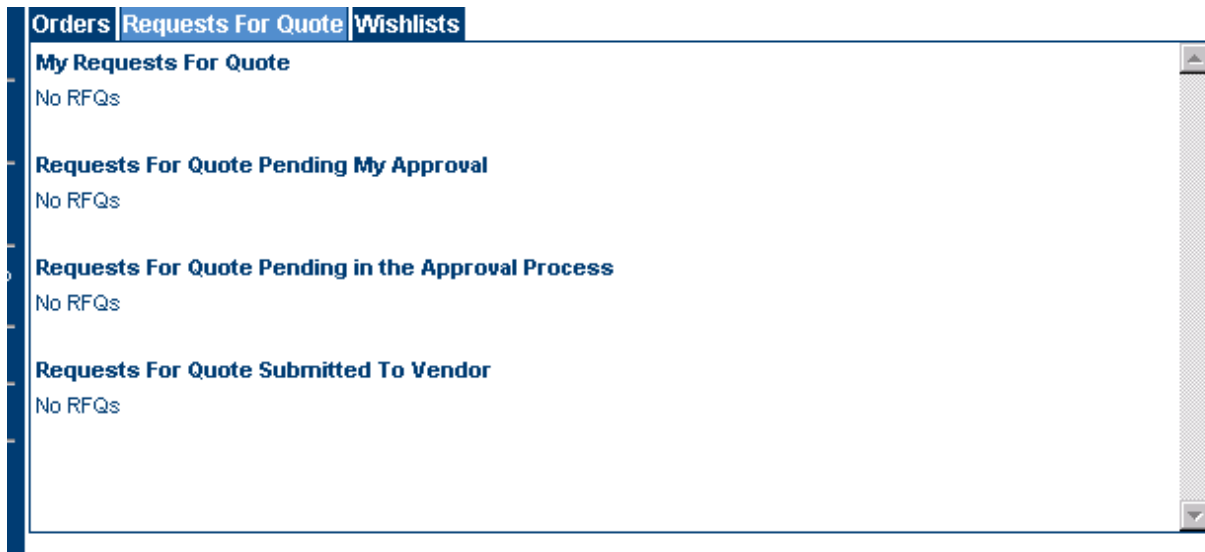 Orders Requests For Quote Wishlists
My Requests For Quote
No RFQs
Requests For Quote Pending My Approval
No RFQs
Requests For Quote Pending in the Approval Process
No RFQs
Requests For Quote Submitted To Vendor
No RFQs